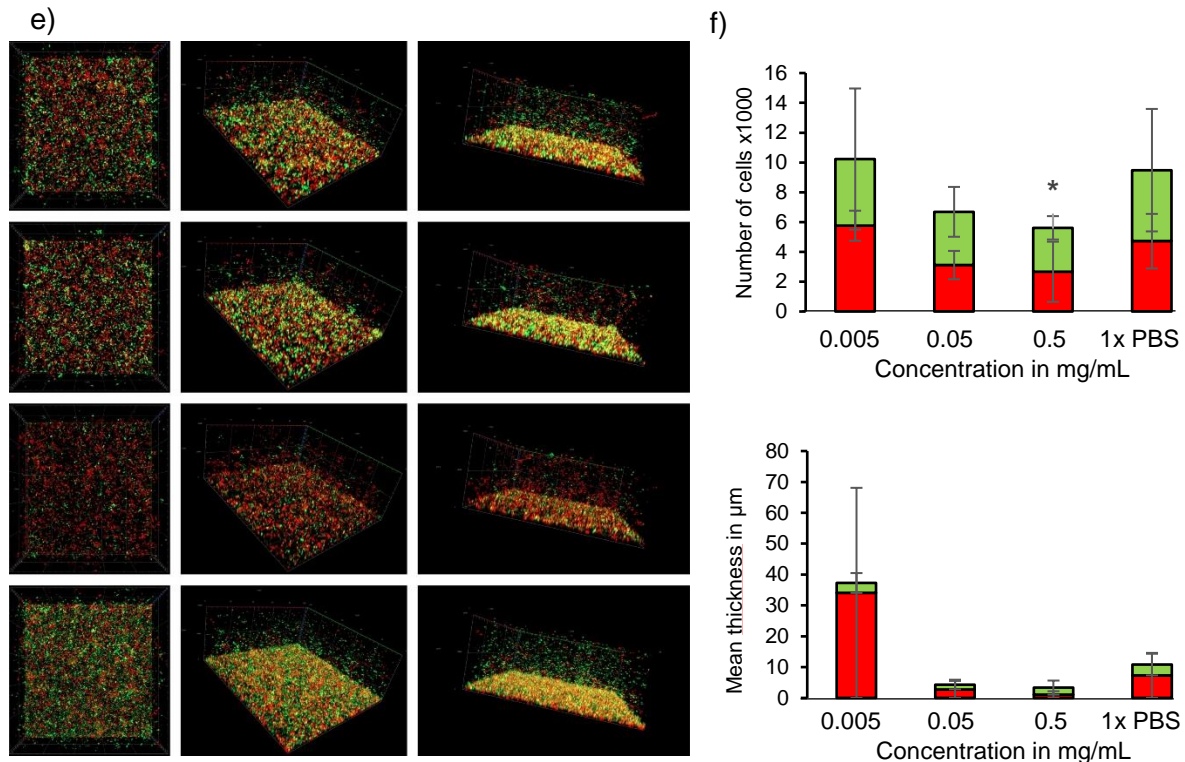 e)
f)
Number of cells x1000
16
14
12
10
8
6
4
2
0
*
0.005 0.05 0.5 1x PBS
Concentration in mg/mL
Mean thickness in µm
80
70
60
50
40
30
20
10
0
0.005 0.05 0.5 1x PBS
Concentration in mg/mL